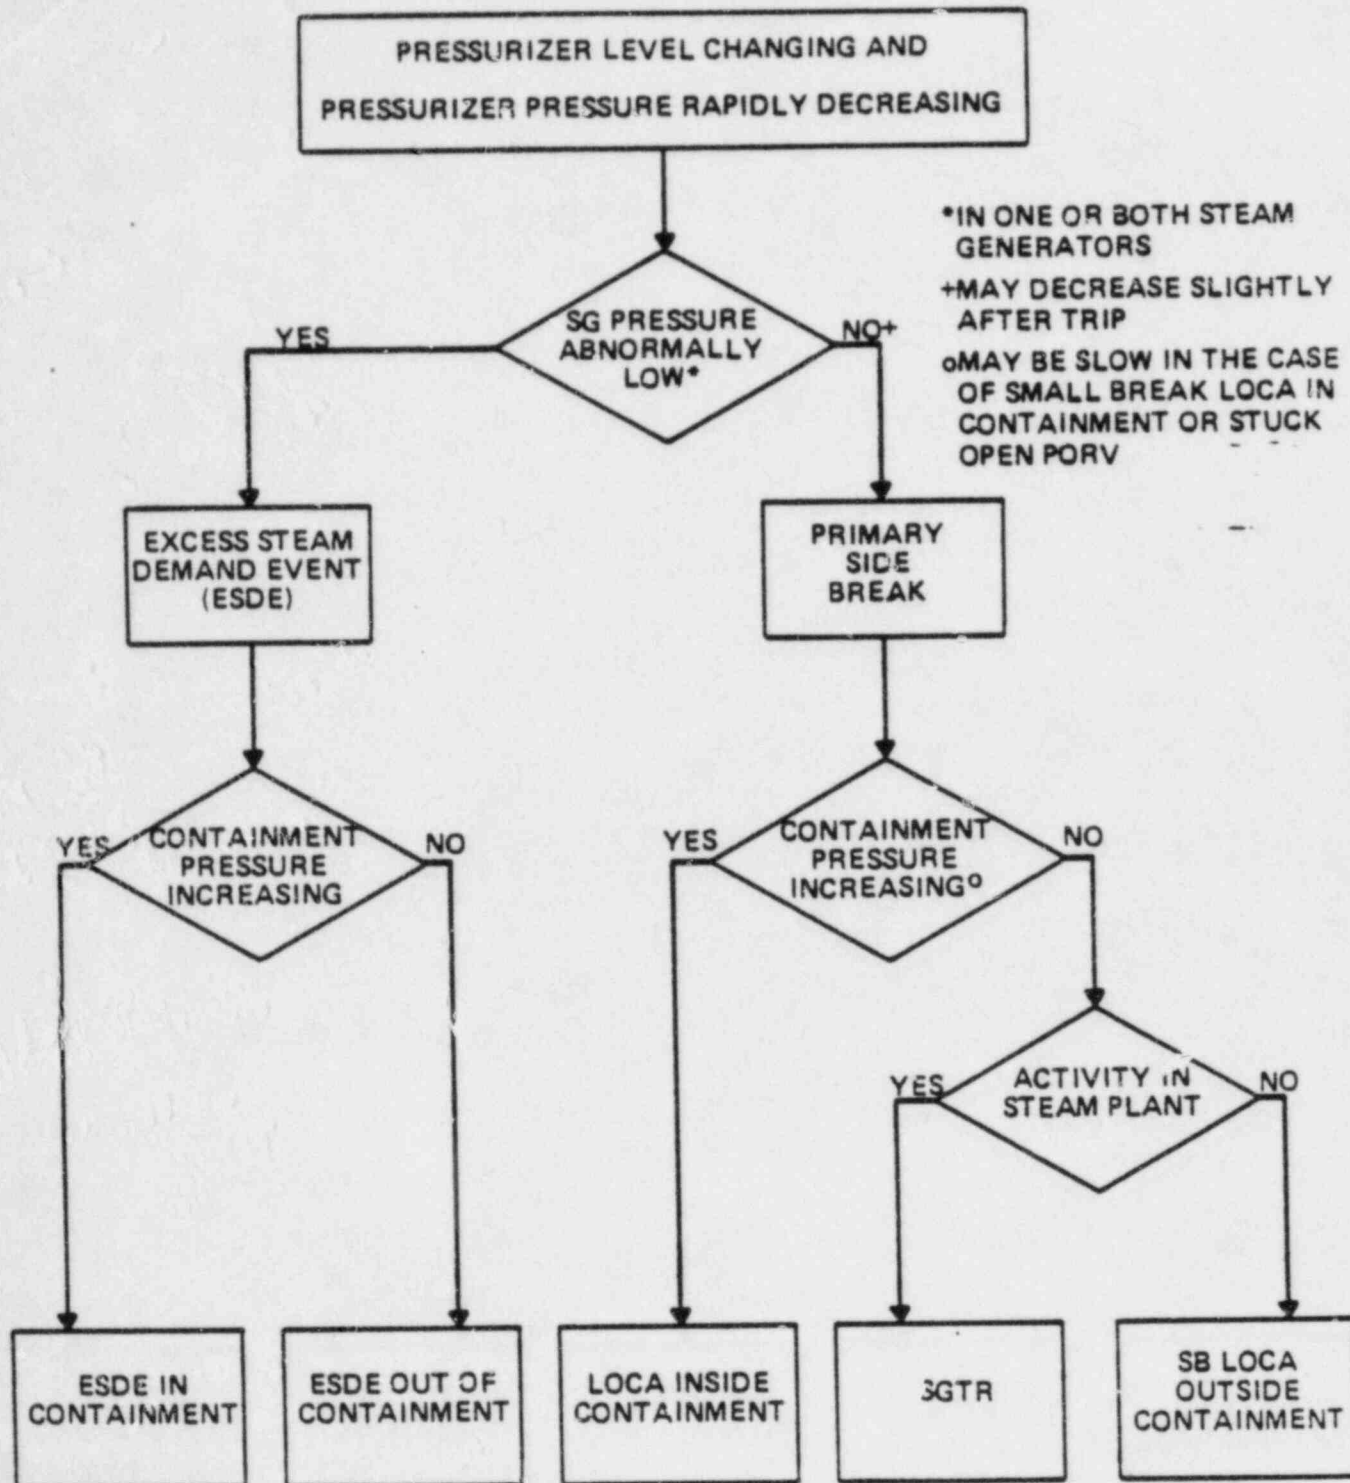 PRESSURIZER LEVEL CHANGING AND
PRESSURIZER PRESSURE RAPIDLY DECREASING
*IN ONE OR BOTH STEAM
GENERATORS
+MAY DECREASE SLIGHTLY
AFTER TRIP
oMAY BE SLOW IN THE CASE
OF SMALL BREAK LOCA IN
CONTAINMENT OR STUCK
OPEN PORV
YES
SG PRESSURE
ABNORMALLY
LOW*
NO+
EXCESS STEAM
DEMAND EVENT
(ESDE)
PRIMARY
SIDE
BREAK
YES
CONTAINMENT
PRESSURE
INCREASING
NO
YES
CONTAINMENT
PRESSURE
INCREASINGo
NO
YES
ACTIVITY IN
STEAM PLANT
NO
ESDE IN
CONTAINMENT
ESDE OUT OF
CONTAINMENT
LOCA INSIDE
CONTAINMENT
SGTR
SB LOCA
OUTSIDE
CONTAINMENT